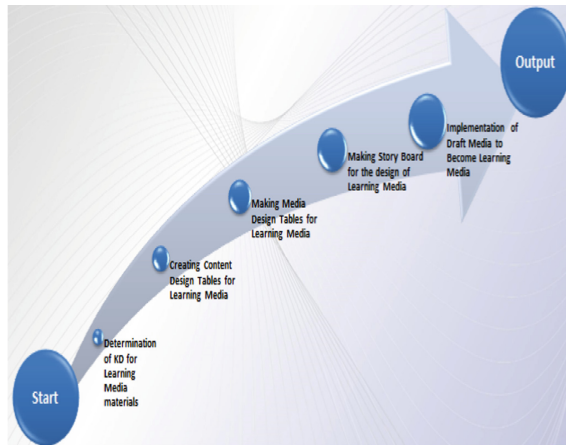 Start
Determination
of KD for
Learning
Media
materials
Creating Content
Design Tables for
Learning Media
Making Media
Design Tables for
Learning Media
Making Story Board
for the design of
Learning Media
Implementation of
Draft Media to
Become Learning
Media
Output